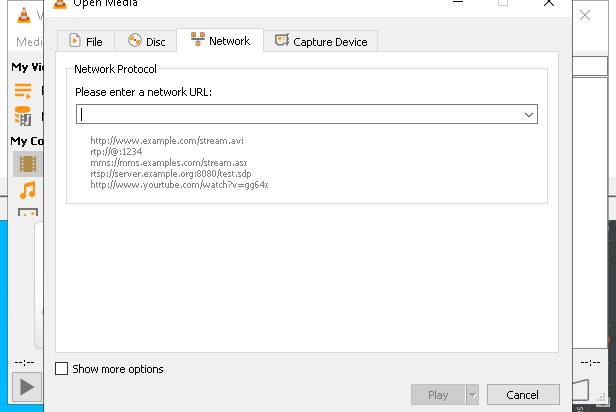 Open Media
Medi
File
Disc
Network
Capture Device
My Vi
Network Protocol
Please enter a network URL:
My Co
http://www.example.com/stream.avi
rtp://@:1234
mms://mms.examples.com/stream.asx
rtsp://server.example.org:8080/test.sdp
http://www.yourtube.com/watch?v=gg64x
--:--
--:--
Show more options
Play
Cancel